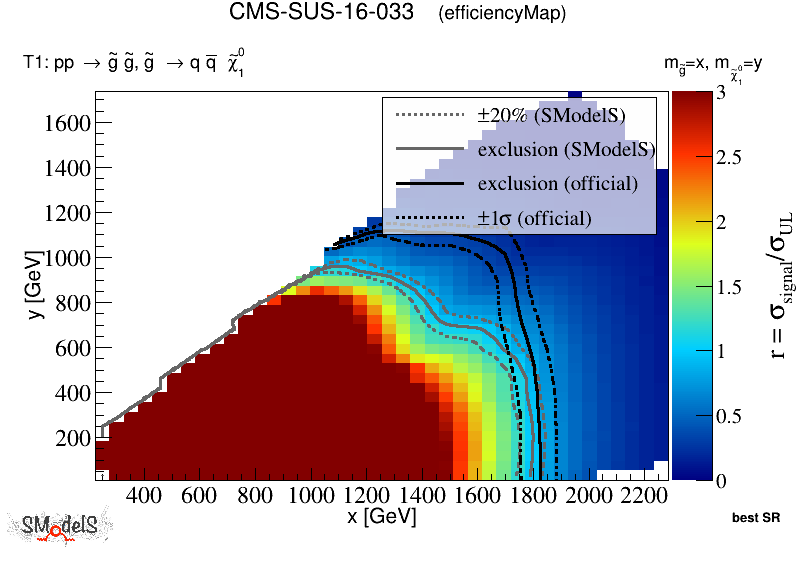 CMS-SUS-16-033 (efficiencyMap)
T1: pp → g̃ g̃, g̃ → q q̅ χ̃₁⁰
m_g̃=x, m_χ̃₁⁰=y
±20% (SModelS)
exclusion (SModelS)
exclusion (official)
±1σ (official)
1600
1400
1200
1000
800
600
400
200
y [GeV]
400 600 800 1000 1200 1400 1600 1800 2000 2200
x [GeV]
3
2.5
2
1.5
1
0.5
0
r = σ_signal/σ_UL
SModelS
best SR